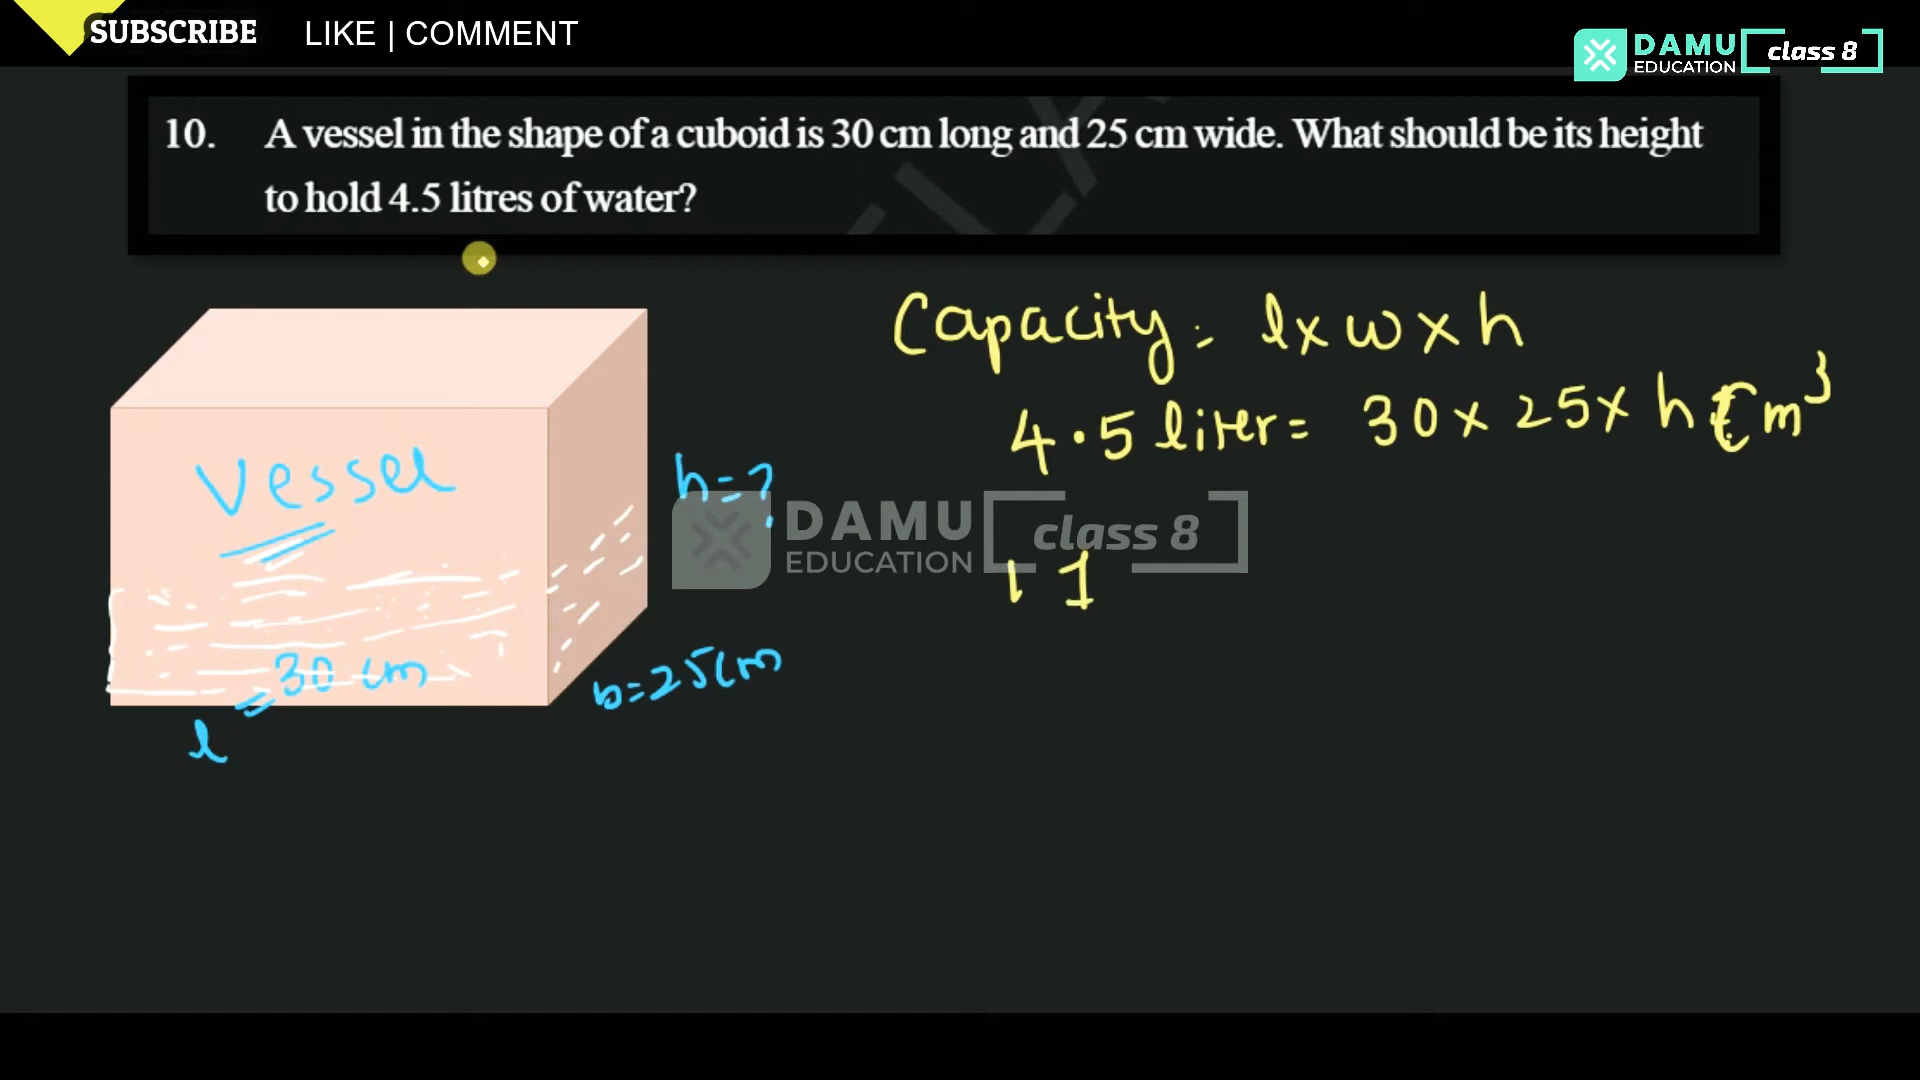 SUBSCRIBE LIKE | COMMENT
DAMU EDUCATION class 8
10. A vessel in the shape of a cuboid is 30 cm long and 25 cm wide. What should be its height
to hold 4.5 litres of water?
Capacity = l x w x h
4.5 liter = 30 x 25 x h cm³
Vessel
h = ?
DAMU EDUCATION class 8
1 1
l = 30 cm
b = 25 cm